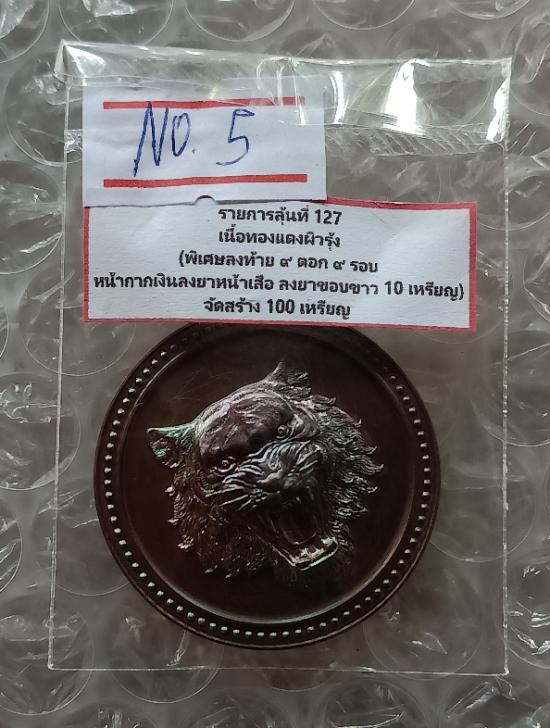 NO. 5
รายการลุ้นที่ 127
เนื้อทองแดงผิวรุ้ง
(พิเศษลงท้าย ๙ ตอก ๙ รอบ
หน้ากากเงินลงยาหน้าเสือ ลงยาขอบขาว 10 เหรียญ)
จัดสร้าง 100 เหรียญ